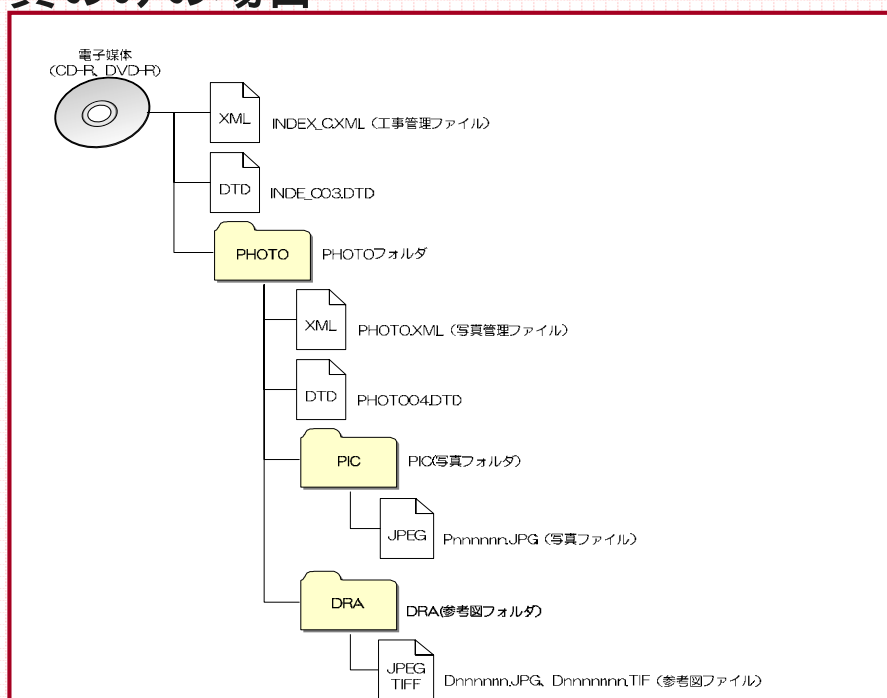 電子媒体
（CD-R、DVD-R）
XML
INDEX_C.XML（工事管理ファイル）
DTD
INDE_C03.DTD
PHOTO
PHOTOフォルダ
XML
PHOTO.XML（写真管理ファイル）
DTD
PHOTO04.DTD
PIC
PIC(写真フォルダ)
JPEG
Pnnnnnnn.JPG（写真ファイル）
DRA
DRA(参考図フォルダ)
JPEG
TIFF
Dnnnnnnn.JPG、Dnnnnnnn.TIF（参考図ファイル）